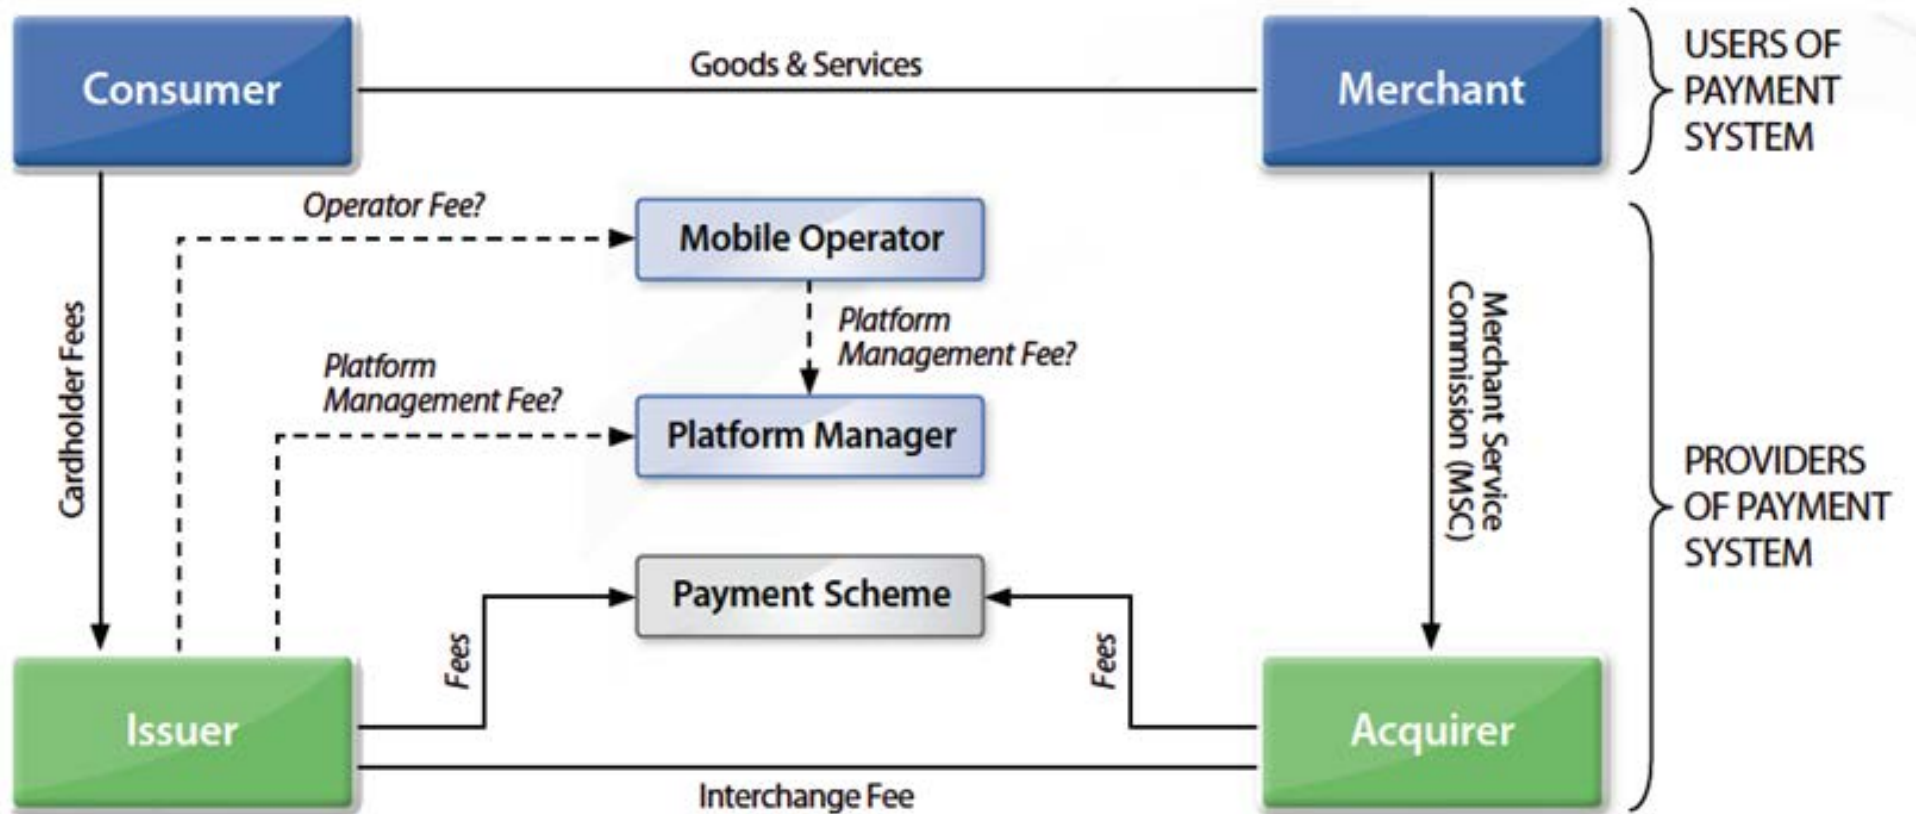 Consumer
Goods & Services
Merchant
USERS OF
PAYMENT
SYSTEM
Operator Fee?
Mobile Operator
Cardholder Fees
Platform
Management Fee?
Platform
Management Fee?
Platform Manager
Merchant Service
Commission (MSC)
PROVIDERS
OF PAYMENT
SYSTEM
Payment Scheme
Fees
Fees
Issuer
Acquirer
Interchange Fee